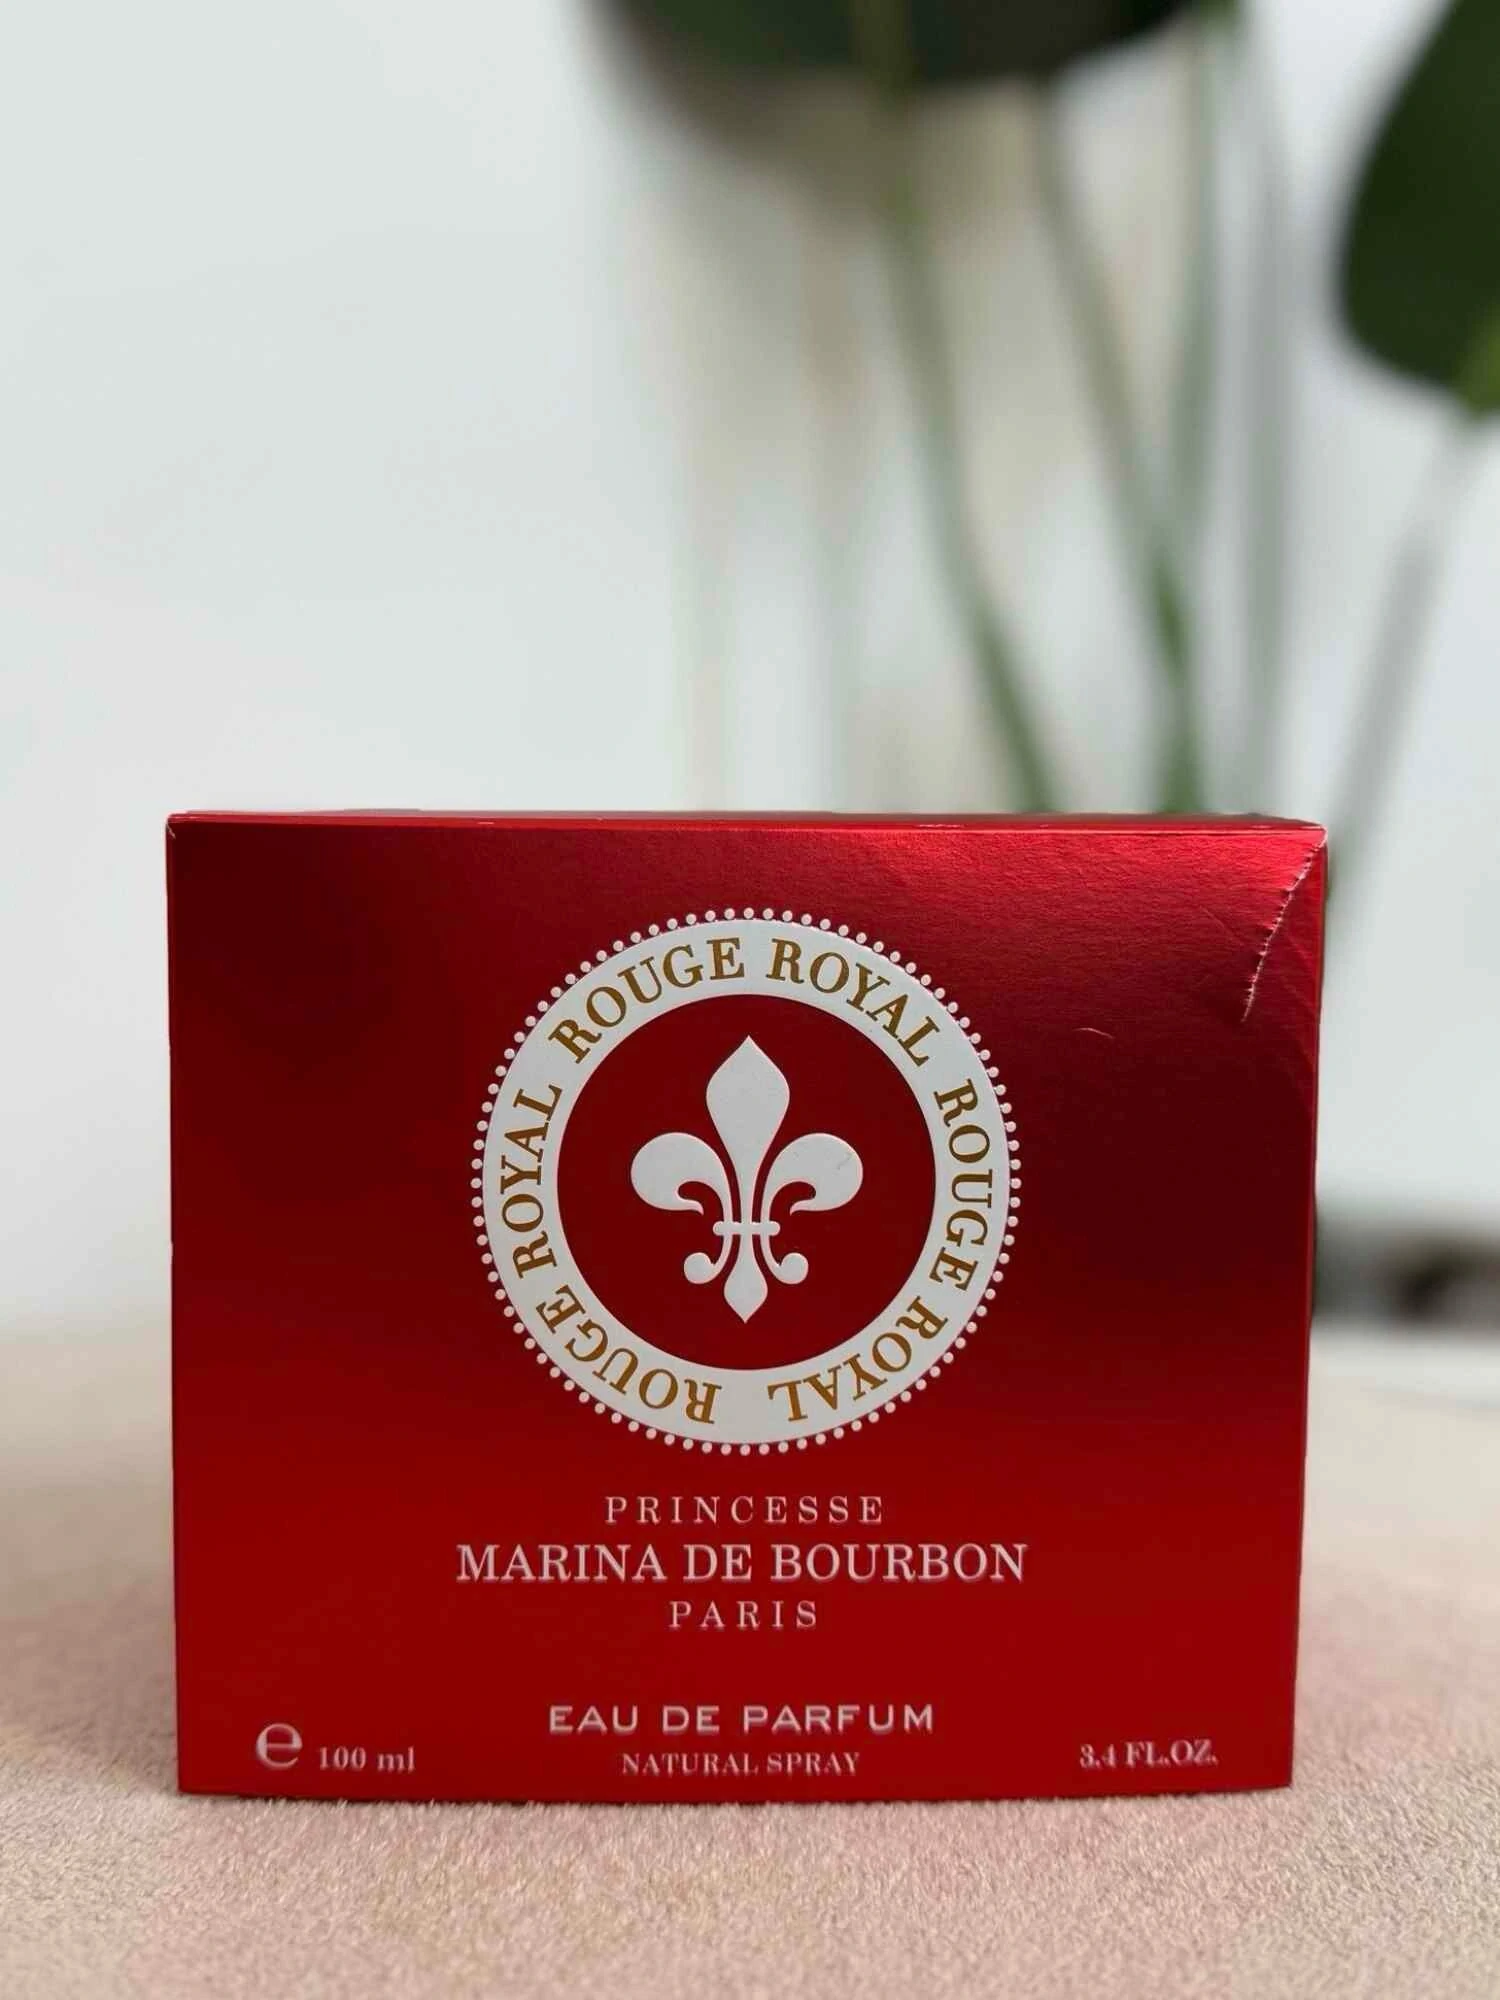 ROUGE ROYAL ROUGE ROYAL ROUGE ROYAL
PRINCESSE
MARINA DE BOURBON
PARIS
EAU DE PARFUM
NATURAL SPRAY
e 100 ml
3.4 FL.OZ.